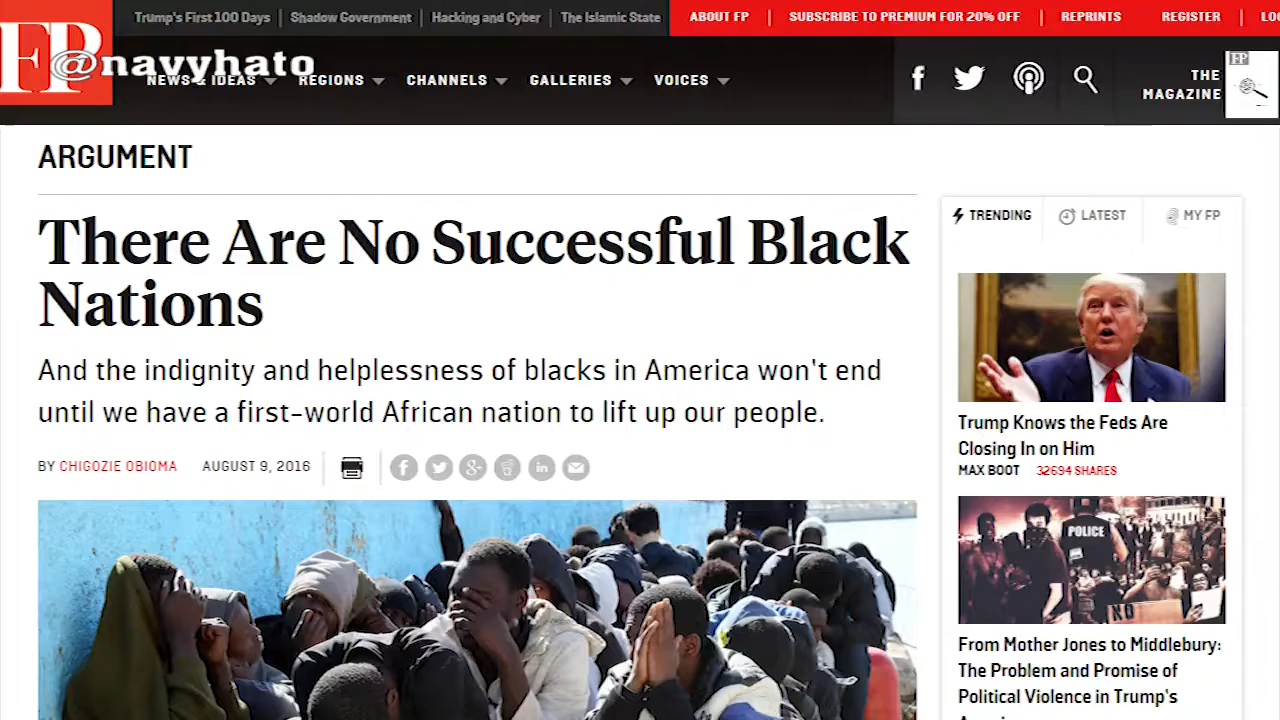 Trump's First 100 Days | Shadow Government | Hacking and Cyber | The Islamic State
ABOUT FP | SUBSCRIBE TO PREMIUM FOR 20% OFF | REPRINTS | REGISTER | LO
FP
@navyhato
NEWS & IDEAS REGIONS CHANNELS GALLERIES VOICES
THE
MAGAZINE
FP
ARGUMENT
There Are No Successful Black
Nations
And the indignity and helplessness of blacks in America won't end
until we have a first-world African nation to lift up our people.
BY CHIGOZIE OBIOMA AUGUST 9, 2016
TRENDING LATEST MY FP
Trump Knows the Feds Are
Closing In on Him
MAX BOOT 32694 SHARES
POLICE
NO
From Mother Jones to Middlebury:
The Problem and Promise of
Political Violence in Trump's